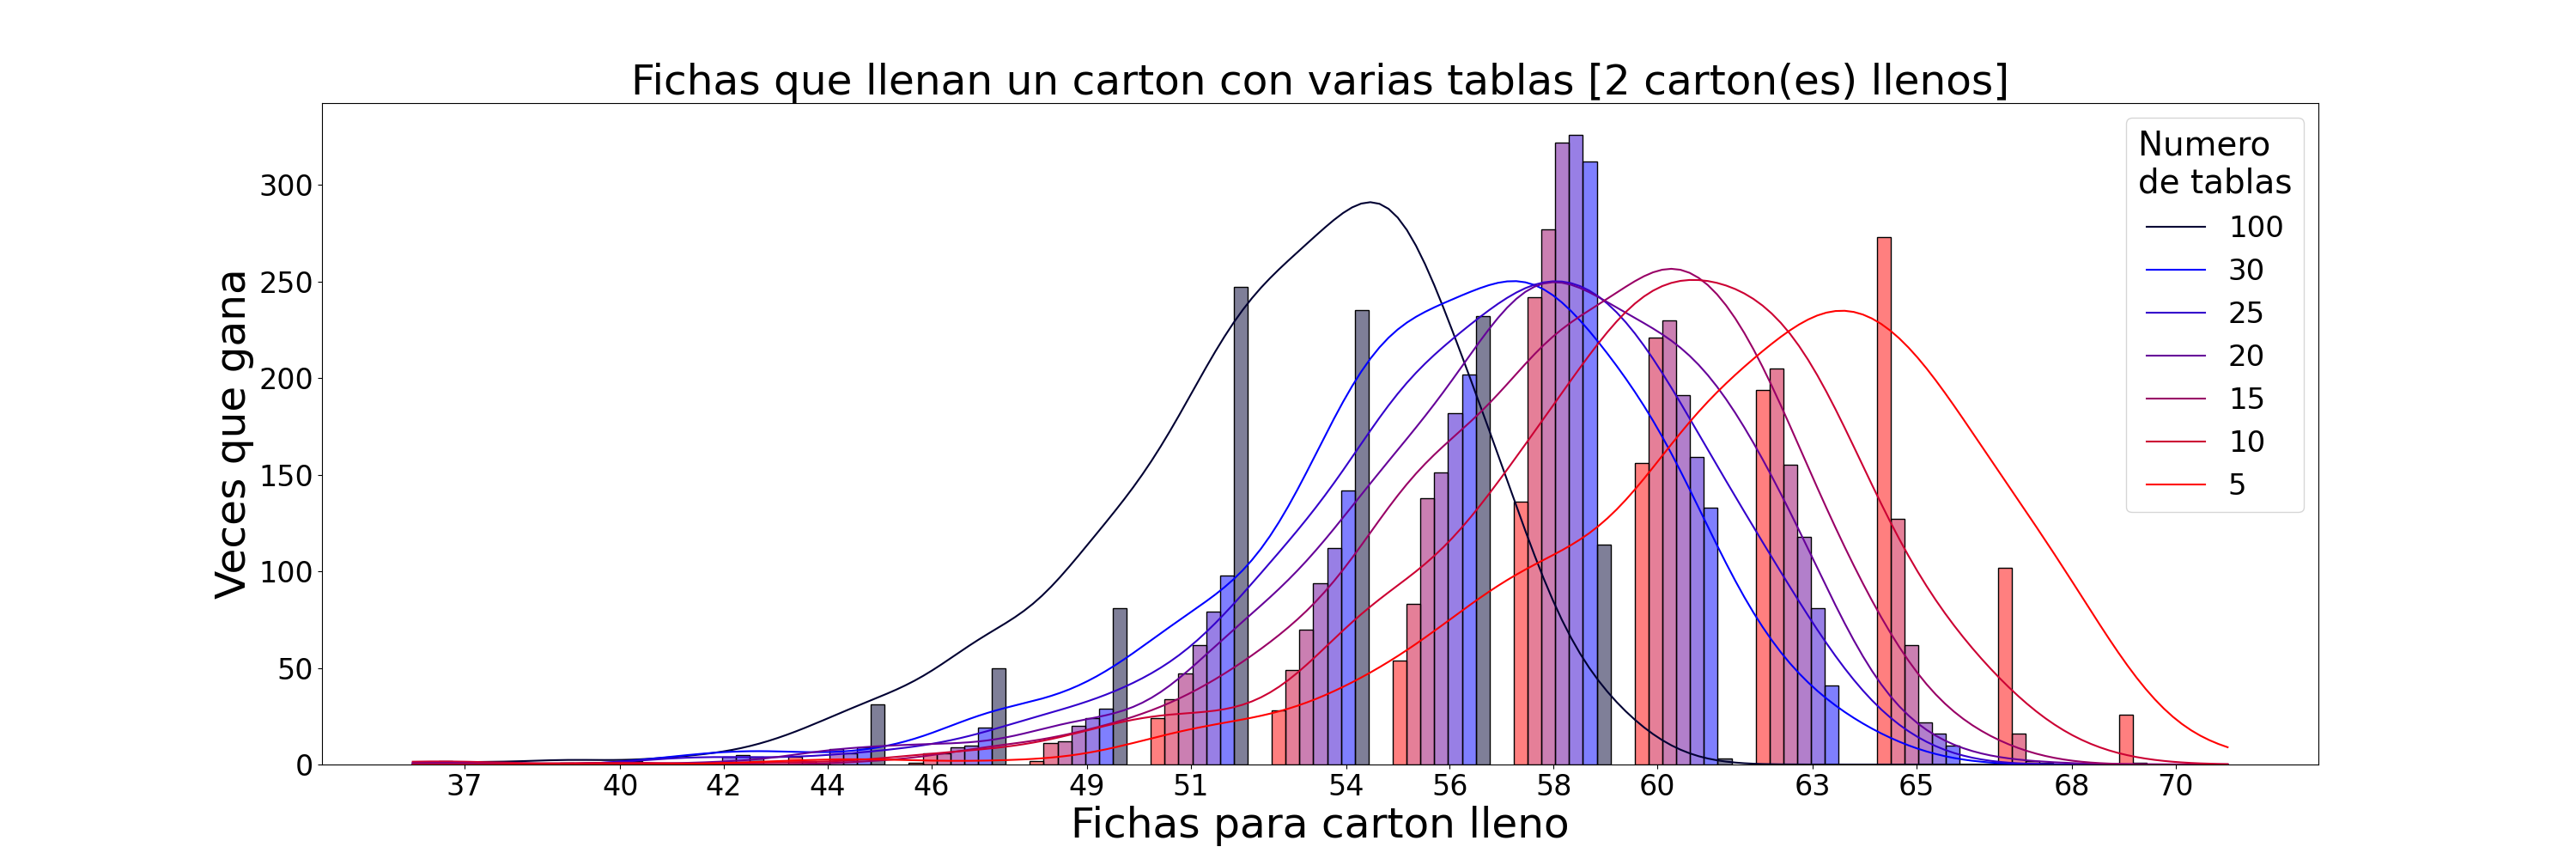 Fichas que llenan un carton con varias tablas [2 carton(es) llenos]
Veces que gana
300
250
200
150
100
50
0
37 40 42 44 46 49 51 54 56 58 60 63 65 68 70
Fichas para carton lleno
Numero
de tablas
100
30
25
20
15
10
5